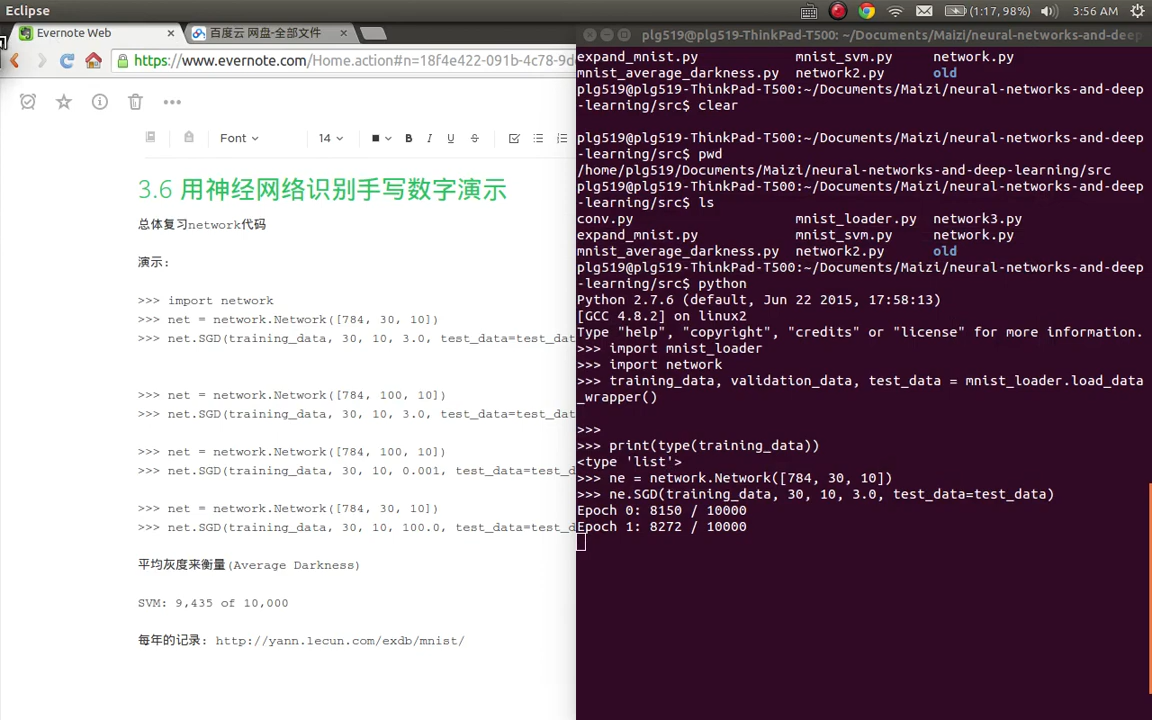 Eclipse
(1:17, 98%)
3:56 AM
Evernote Web
百度云 网盘-全部文件
plg519@plg519-ThinkPad-T500: ~/Documents/Maizi/neural-networks-and-deep-
https://www.evernote.com/Home.action#n=18f4e422-091b-4c78-9d
Font
14
B
I
U
3.6 用神经网络识别手写数字演示
总体复习network代码
演示:
>>> import network
>>> net = network.Network([784, 30, 10])
>>> net.SGD(training_data, 30, 10, 3.0, test_data=test_dat
>>> net = network.Network([784, 100, 10])
>>> net.SGD(training_data, 30, 10, 3.0, test_data=test_dat
>>> net = network.Network([784, 100, 10])
>>> net.SGD(training_data, 30, 10, 0.001, test_data=test_d
>>> net = network.Network([784, 30, 10])
>>> net.SGD(training_data, 30, 10, 100.0, test_data=test_d
平均灰度来衡量(Average Darkness)
SVM: 9,435 of 10,000
每年的记录: http://yann.lecun.com/exdb/mnist/
expand_mnist.py mnist_svm.py network.py
mnist_average_darkness.py network2.py old
plg519@plg519-ThinkPad-T500:~/Documents/Maizi/neural-networks-and-deep
-learning/src$ clear
plg519@plg519-ThinkPad-T500:~/Documents/Maizi/neural-networks-and-deep
-learning/src$ pwd
/home/plg519/Documents/Maizi/neural-networks-and-deep-learning/src
plg519@plg519-ThinkPad-T500:~/Documents/Maizi/neural-networks-and-deep
-learning/src$ ls
conv.py mnist_loader.py network3.py
expand_mnist.py mnist_svm.py network.py
mnist_average_darkness.py network2.py old
plg519@plg519-ThinkPad-T500:~/Documents/Maizi/neural-networks-and-deep
-learning/src$ python
Python 2.7.6 (default, Jun 22 2015, 17:58:13)
[GCC 4.8.2] on linux2
Type "help", "copyright", "credits" or "license" for more information.
>>> import mnist_loader
>>> import network
>>> training_data, validation_data, test_data = mnist_loader.load_data
_wrapper()
>>>
>>> print(type(training_data))
<type 'list'>
>>> ne = network.Network([784, 30, 10])
>>> ne.SGD(training_data, 30, 10, 3.0, test_data=test_data)
Epoch 0: 8150 / 10000
Epoch 1: 8272 / 10000